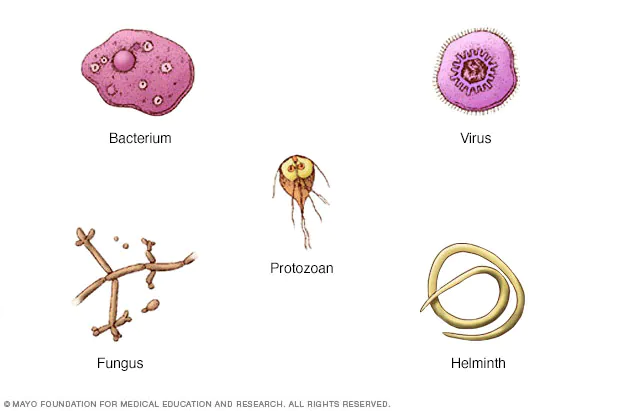 Bacterium
Virus
Protozoan
Fungus
Helminth
© MAYO FOUNDATION FOR MEDICAL EDUCATION AND RESEARCH. ALL RIGHTS RESERVED.